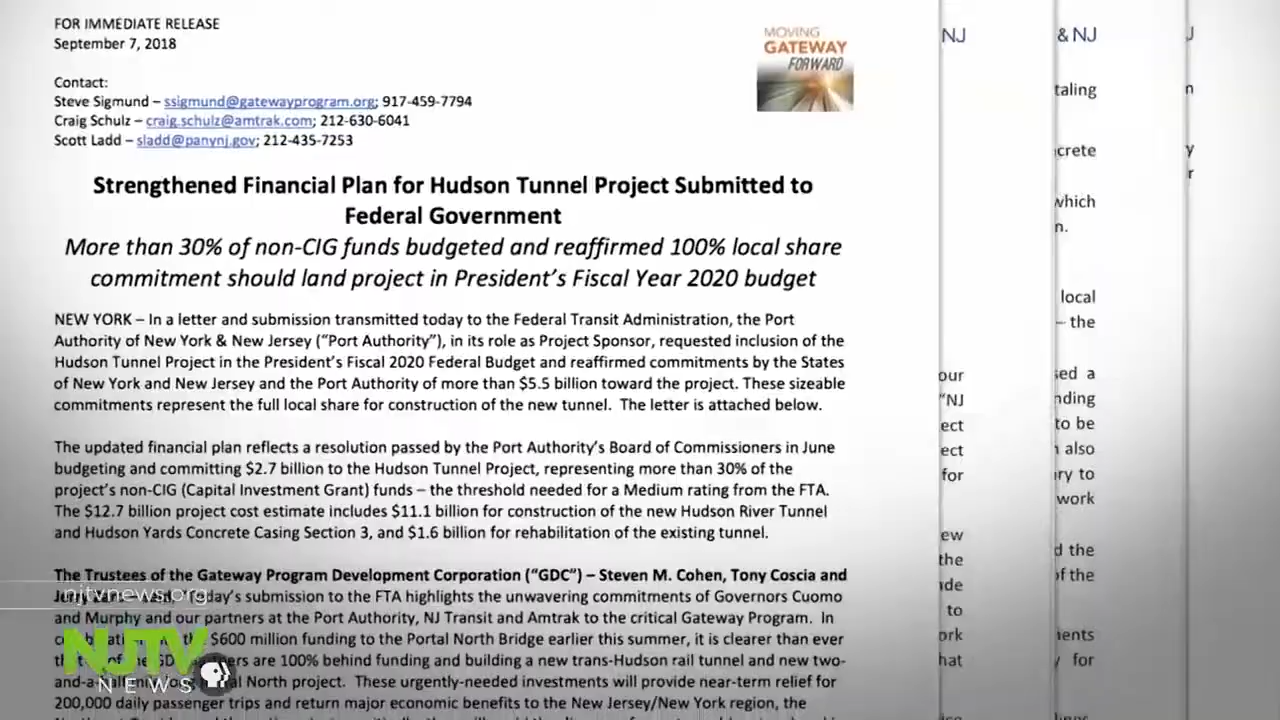 FOR IMMEDIATE RELEASE
September 7, 2018
MOVING
GATEWAY
FORWARD
Contact:
Steve Sigmund – ssigmund@gatewayprogram.org; 917-459-7794
Craig Schulz – craig.schulz@amtrak.com; 212-630-6041
Scott Ladd – sladd@panynj.gov; 212-435-7253
Strengthened Financial Plan for Hudson Tunnel Project Submitted to
Federal Government
More than 30% of non-CIG funds budgeted and reaffirmed 100% local share
commitment should land project in President's Fiscal Year 2020 budget
NEW YORK – In a letter and submission transmitted today to the Federal Transit Administration, the Port
Authority of New York & New Jersey ("Port Authority"), in its role as Project Sponsor, requested inclusion of the
Hudson Tunnel Project in the President's Fiscal 2020 Federal Budget and reaffirmed commitments by the States
of New York and New Jersey and the Port Authority of more than $5.5 billion toward the project. These sizeable
commitments represent the full local share for construction of the new tunnel. The letter is attached below.
The updated financial plan reflects a resolution passed by the Port Authority's Board of Commissioners in June
budgeting and committing $2.7 billion to the Hudson Tunnel Project, representing more than 30% of the
project's non-CIG (Capital Investment Grant) funds – the threshold needed for a Medium rating from the FTA.
The $12.7 billion project cost estimate includes $11.1 billion for construction of the new Hudson River Tunnel
and Hudson Yards Concrete Casing Section 3, and $1.6 billion for rehabilitation of the existing tunnel.
The Trustees of the Gateway Program Development Corporation ("GDC") – Steven M. Cohen, Tony Coscia and
submission to the FTA highlights the unwavering commitments of Governors Cuomo
and Murphy and our partners at the Port Authority, NJ Transit and Amtrak to the critical Gateway Program. In
$600 million funding to the Portal North Bridge earlier this summer, it is clearer than ever
are 100% behind funding and building a new trans-Hudson rail tunnel and new two-
North project. These urgently-needed investments will provide near-term relief for
200,000 daily passenger trips and return major economic benefits to the New Jersey/New York region, the
njtvnews.org
NJTV
NEWS
PBS
NJ
our
"NJ
ect
ect
for
ew
the
ide
to
ork
hat
& NJ
taling
crete
which
n.
local
– the
sed a
nding
to be
also
ry to
work
d the
of the
ents
for
J
n
y
r